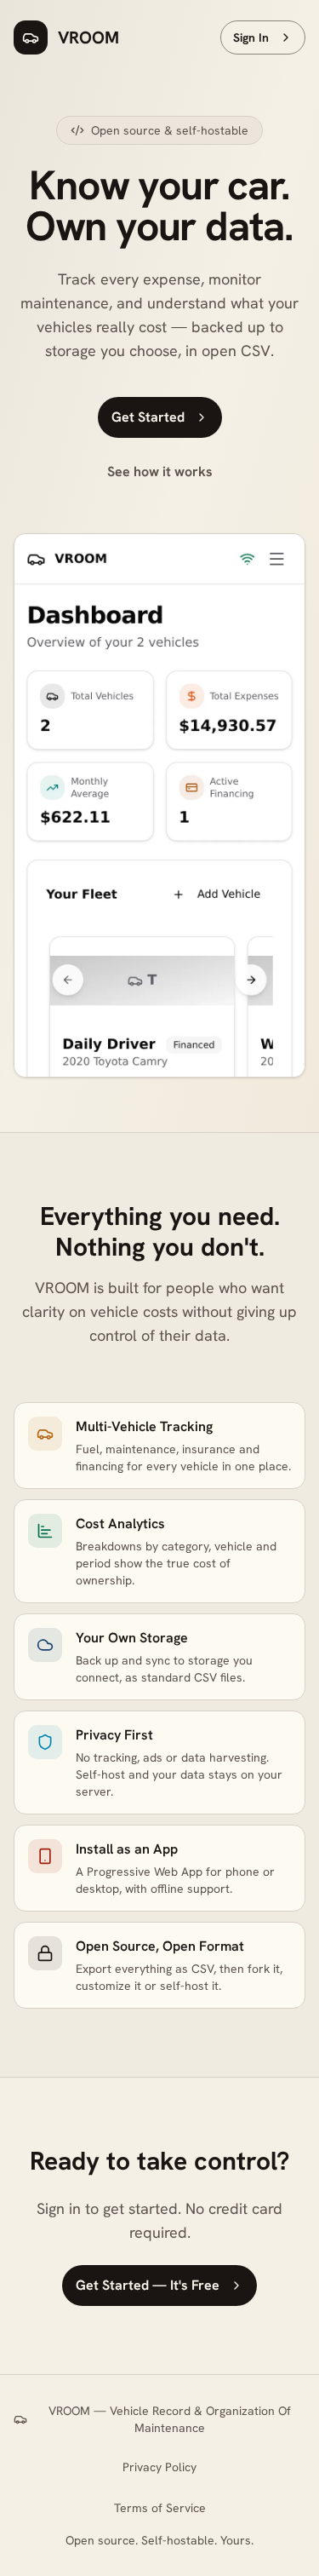 VROOM
Sign In
Open source & self-hostable
Know your car.
Own your data.
Track every expense, monitor
maintenance, and understand what your
vehicles really cost — backed up to
storage you choose, in open CSV.
Get Started
See how it works
VROOM
Dashboard
Overview of your 2 vehicles
Total Vehicles
2
Total Expenses
$14,930.57
Monthly
Average
$622.11
Active
Financing
1
Your Fleet
Add Vehicle
T
Daily Driver
Financed
2020 Toyota Camry
W
20
Everything you need.
Nothing you don't.
VROOM is built for people who want
clarity on vehicle costs without giving up
control of their data.
Multi-Vehicle Tracking
Fuel, maintenance, insurance and
financing for every vehicle in one place.
Cost Analytics
Breakdowns by category, vehicle and
period show the true cost of
ownership.
Your Own Storage
Back up and sync to storage you
connect, as standard CSV files.
Privacy First
No tracking, ads or data harvesting.
Self-host and your data stays on your
server.
Install as an App
A Progressive Web App for phone or
desktop, with offline support.
Open Source, Open Format
Export everything as CSV, then fork it,
customize it or self-host it.
Ready to take control?
Sign in to get started. No credit card
required.
Get Started — It's Free
VROOM — Vehicle Record & Organization Of
Maintenance
Privacy Policy
Terms of Service
Open source. Self-hostable. Yours.